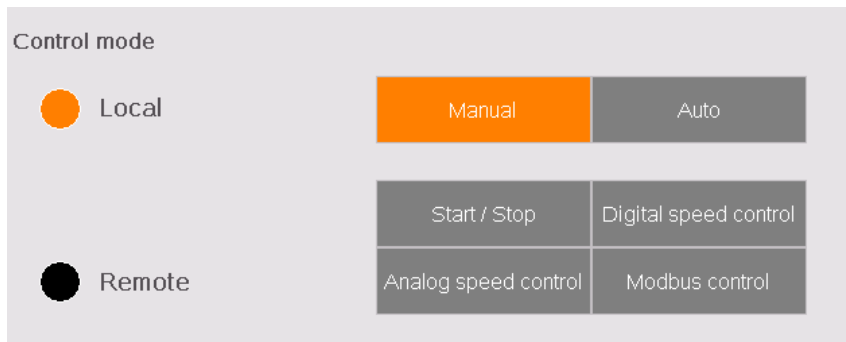 Control mode
Local
Manual
Auto
Start / Stop
Digital speed control
Remote
Analog speed control
Modbus control